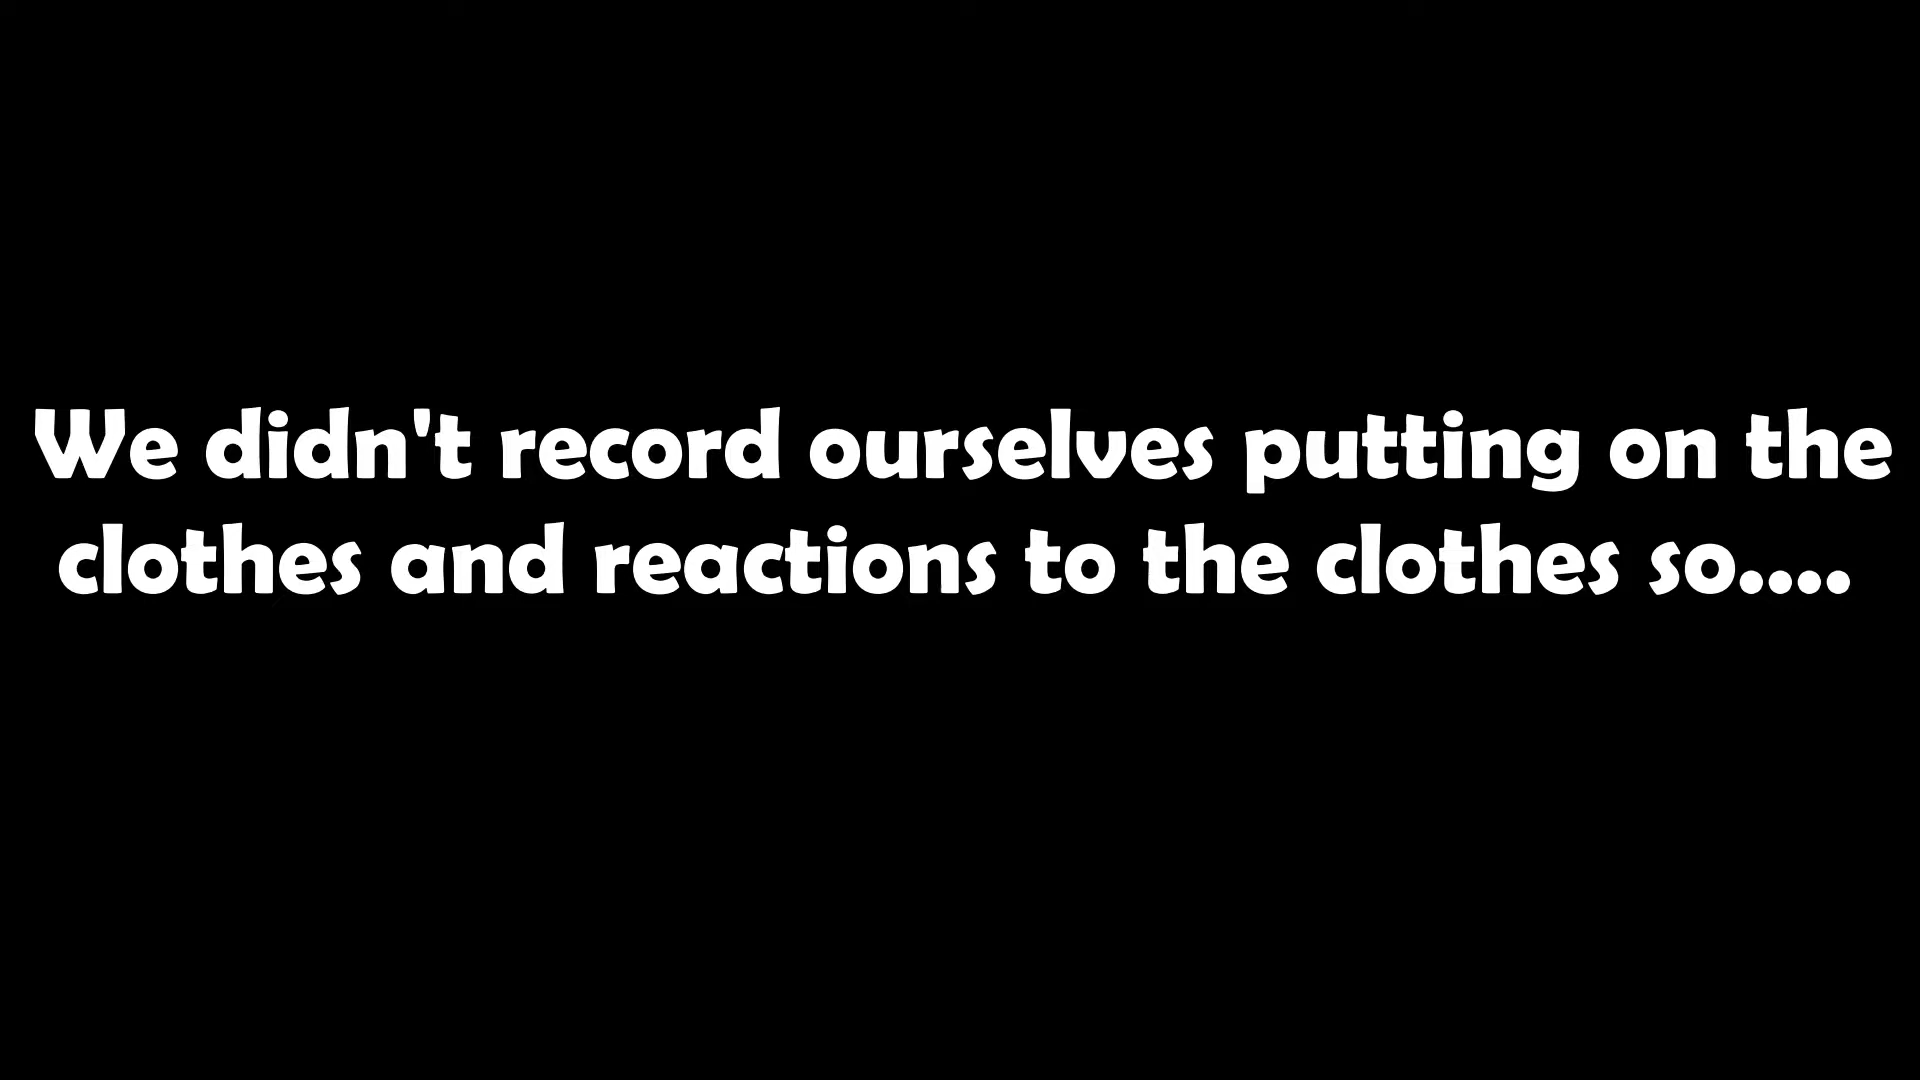 We didn't record ourselves putting on the
clothes and reactions to the clothes so....